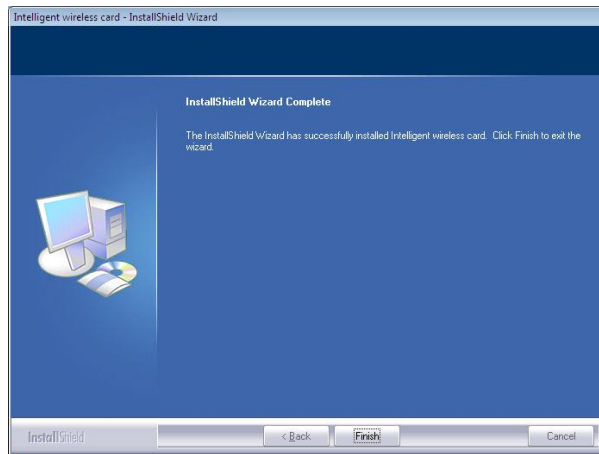 Intelligent wireless card - InstallShield Wizard
InstallShield Wizard Complete
The InstallShield Wizard has successfully installed Intelligent wireless card. Click Finish to exit the
wizard.
InstallShield
< Back
Finish
Cancel